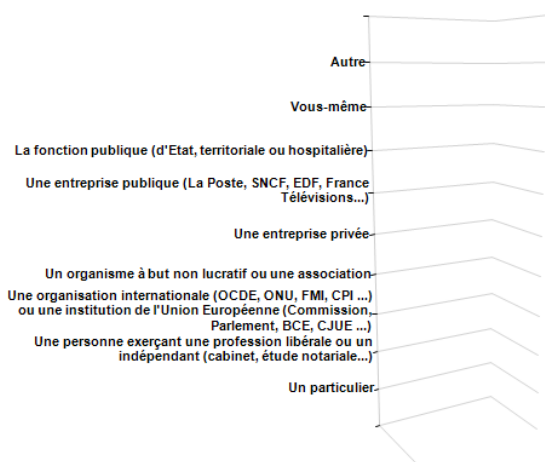 Autre
Vous-même
La fonction publique (d'Etat, territoriale ou hospitalière)
Une entreprise publique (La Poste, SNCF, EDF, France
Télévisions...)
Une entreprise privée
Un organisme à but non lucratif ou une association
Une organisation internationale (OCDE, ONU, FMI, CPI ...)
ou une institution de l'Union Européenne (Commission,
Parlement, BCE, CJUE ...)
Une personne exerçant une profession libérale ou un
indépendant (cabinet, étude notariale...)
Un particulier